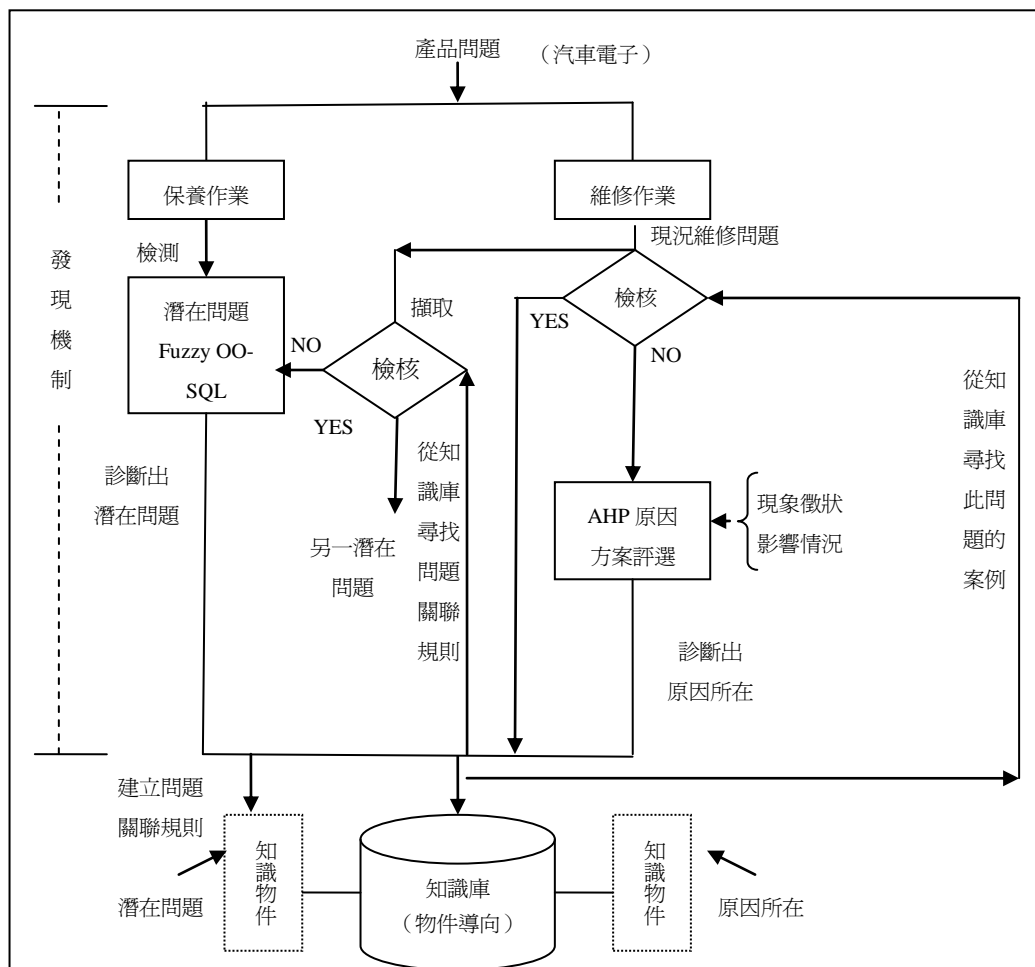 產品問題
（汽車電子）
保養作業
維修作業
檢測
現況維修問題
發
現
機
制
潛在問題
Fuzzy OO-
SQL
NO
擷取
檢核
YES
檢核
YES
NO
從知
識庫
尋找
問題
關聯
規則
從知
識庫
尋找
此問
題的
案例
診斷出
潛在問題
另一潛在
問題
AHP 原因
方案評選
現象徵狀
影響情況
診斷出
原因所在
建立問題
關聯規則
潛在問題
知
識
物
件
知識庫
（物件導向）
知
識
物
件
原因所在